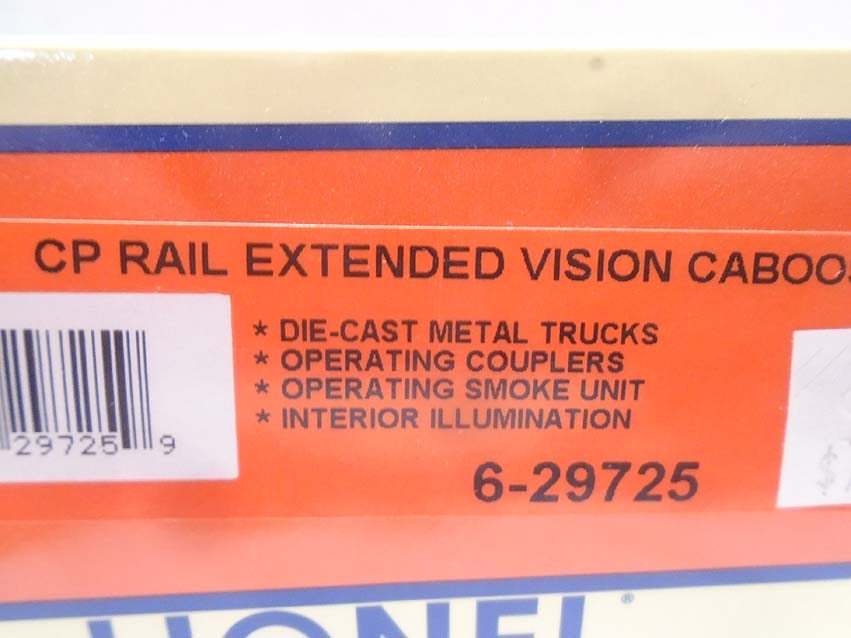 CP RAIL EXTENDED VISION CABOO
* DIE-CAST METAL TRUCKS
* OPERATING COUPLERS
* OPERATING SMOKE UNIT
* INTERIOR ILLUMINATION
29725 9
6-29725
LIONEL®